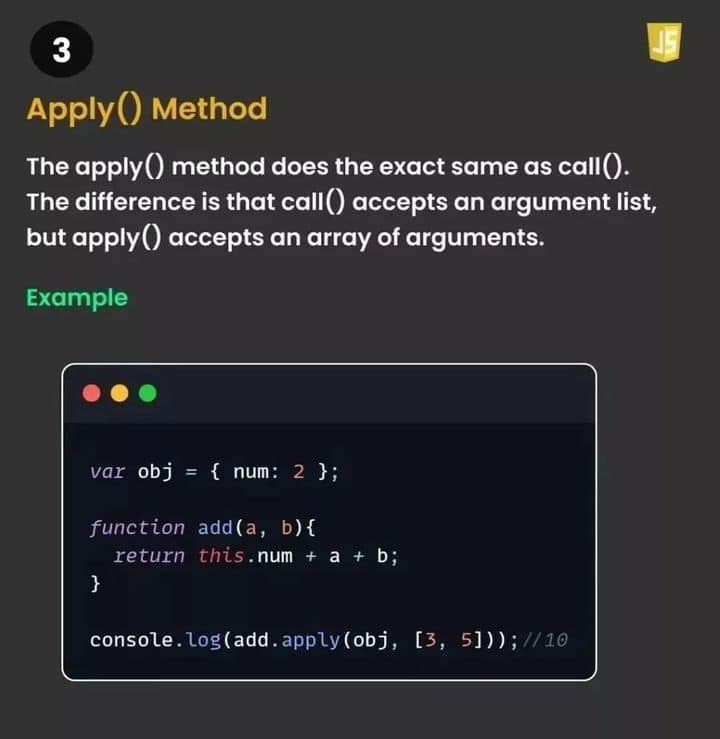 3
JS
Apply() Method
The apply() method does the exact same as call().
The difference is that call() accepts an argument list,
but apply() accepts an array of arguments.
Example
var obj = { num: 2 };
function add(a, b){
  return this.num + a + b;
}
console.log(add.apply(obj, [3, 5]));//10